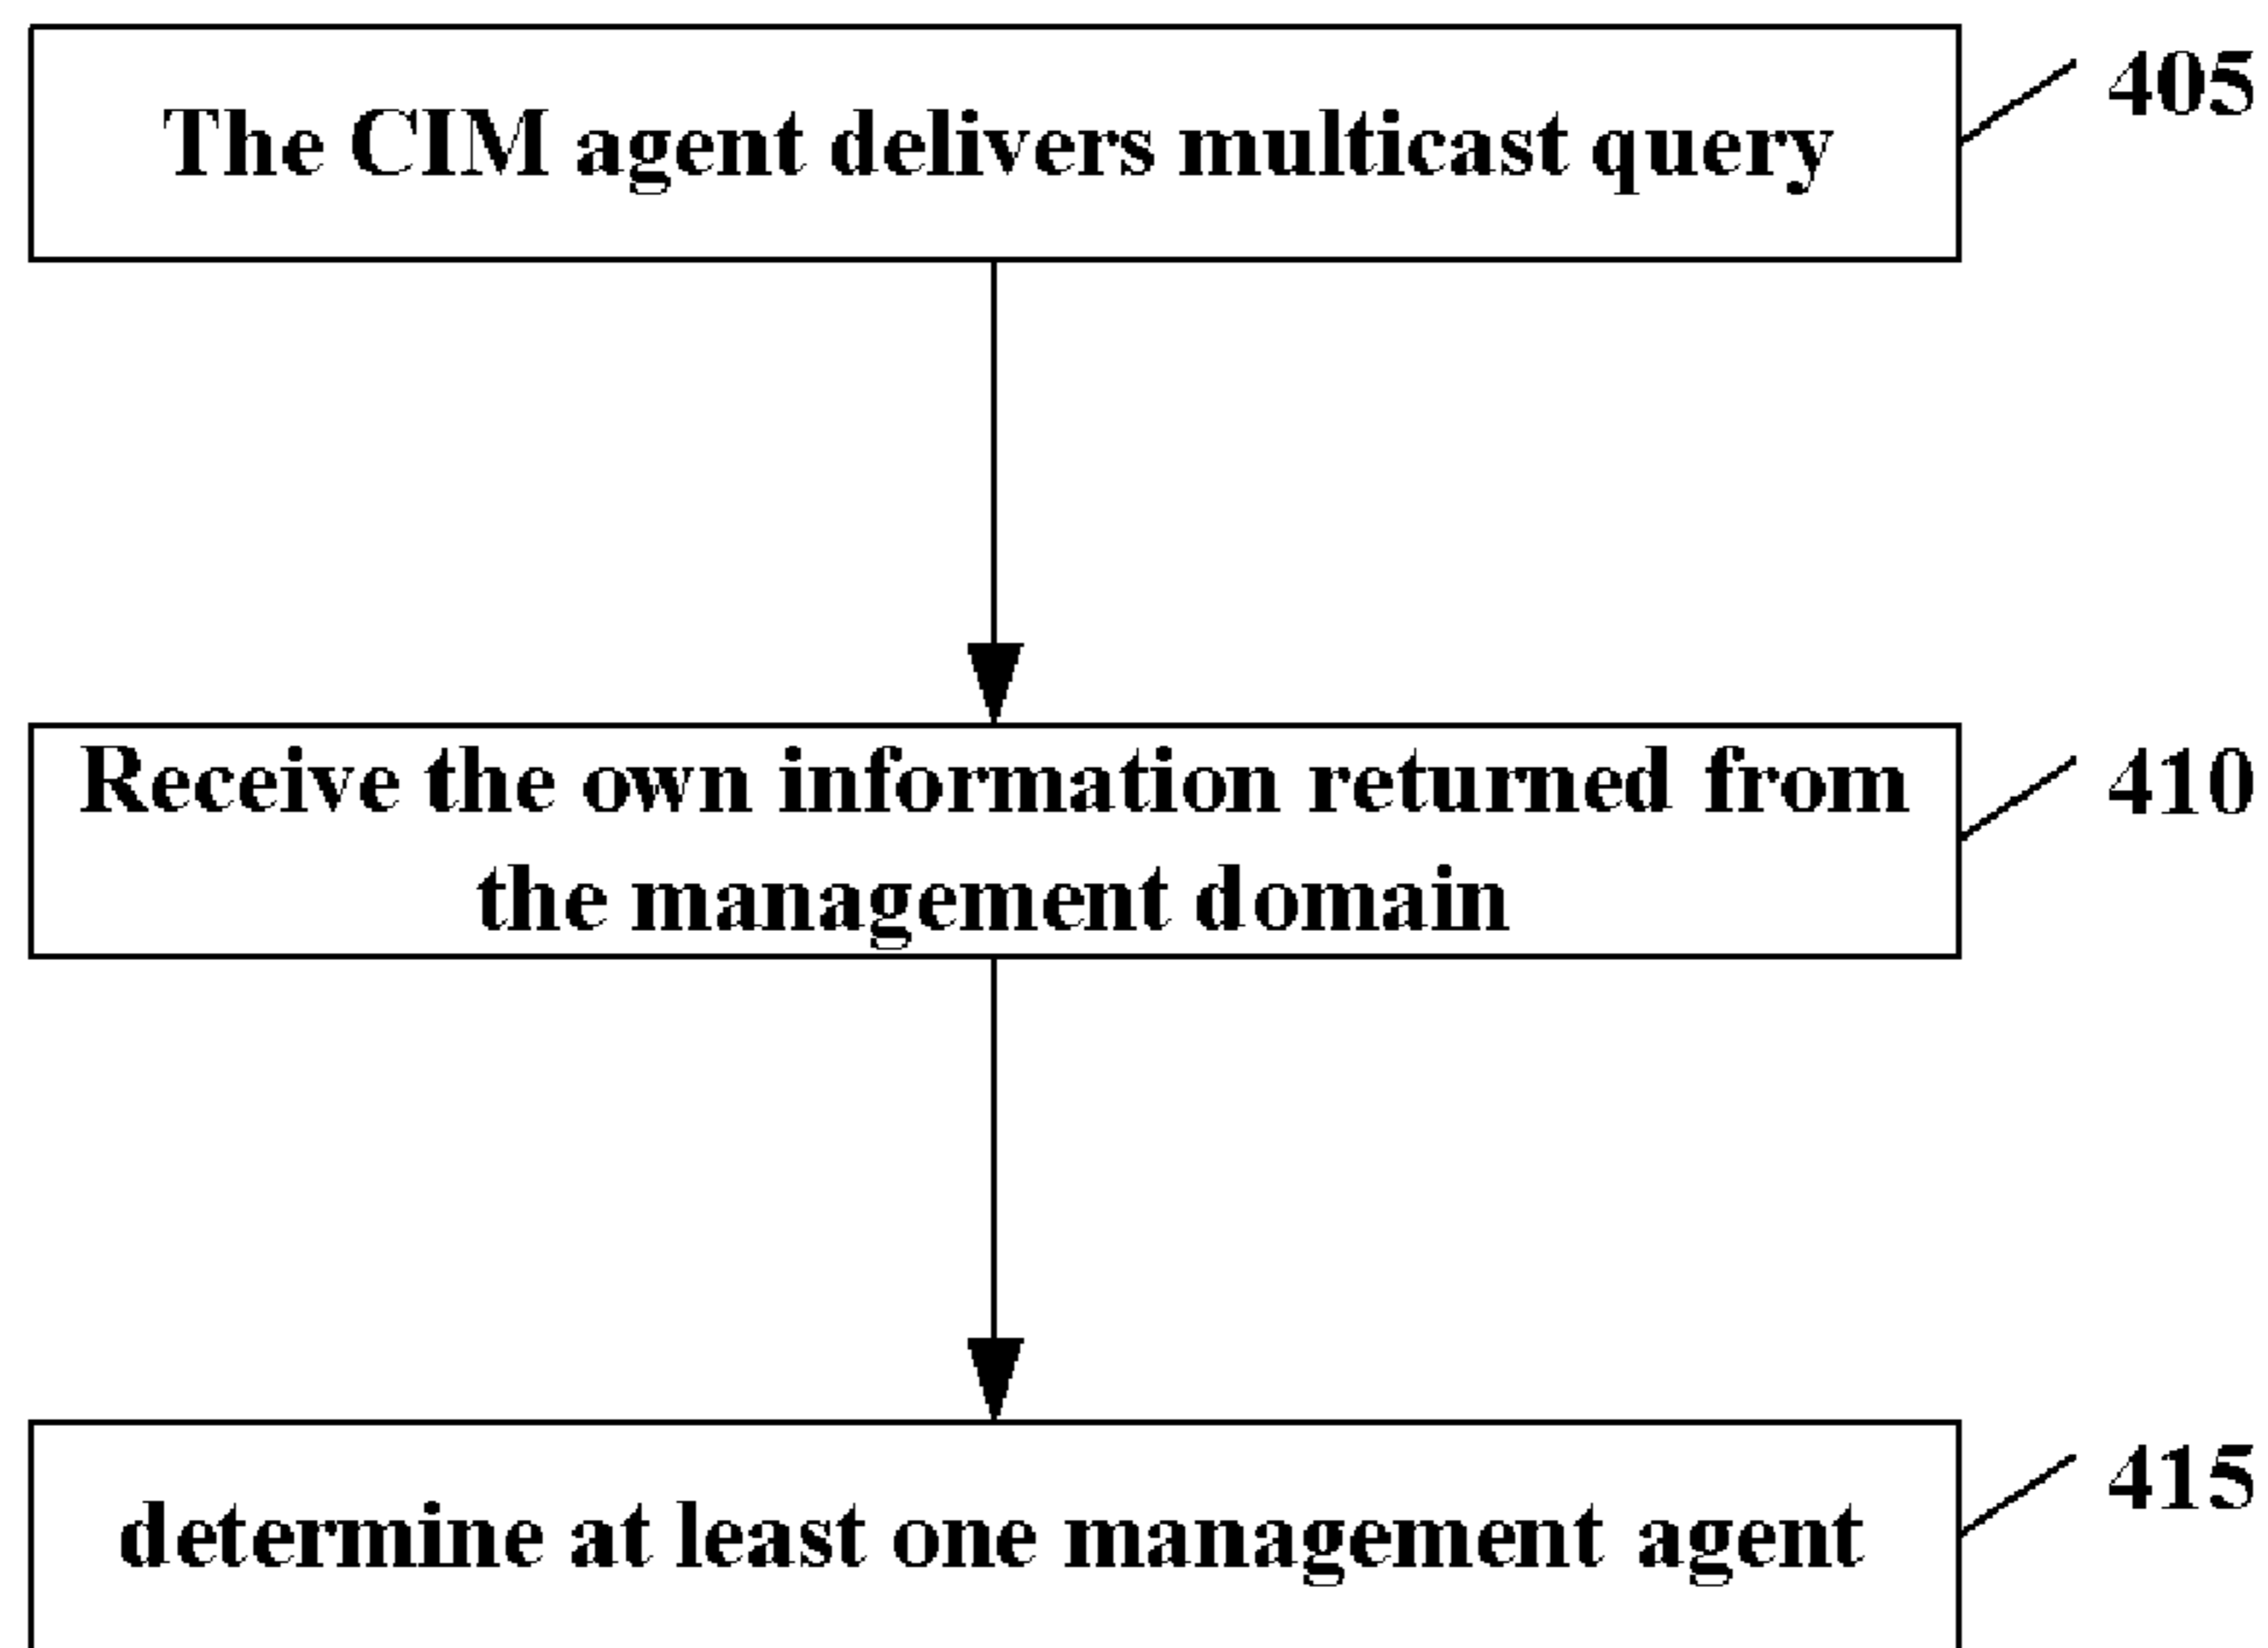 The CIM agent delivers multicast query
405
Receive the own information returned from
the management domain
410
determine at least one management agent
415